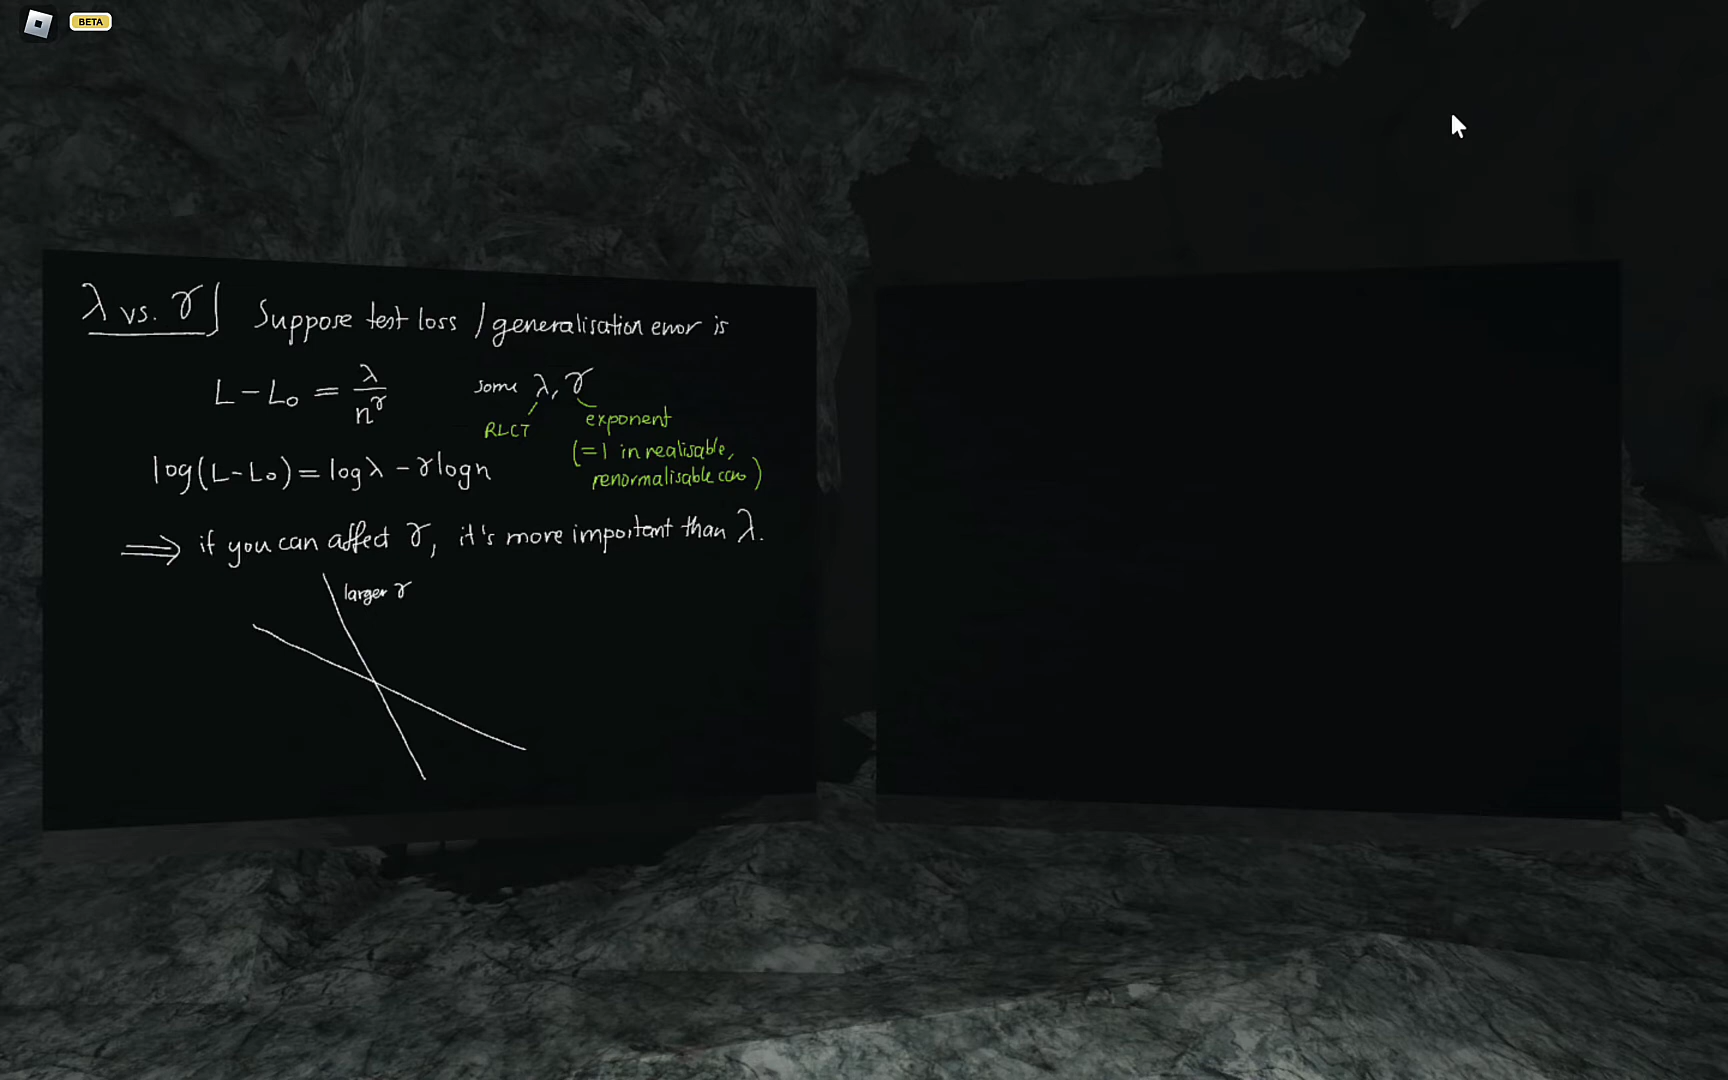 BETA
λ vs. γ Suppose test loss / generalisation error is
L - L₀ = λ/n^γ some λ, γ
RLCT exponent
(=1 in realisable,
renormalisable case)
log(L-L₀) = log λ - γ log n
⟹ if you can affect γ, it's more important than λ.
larger γ